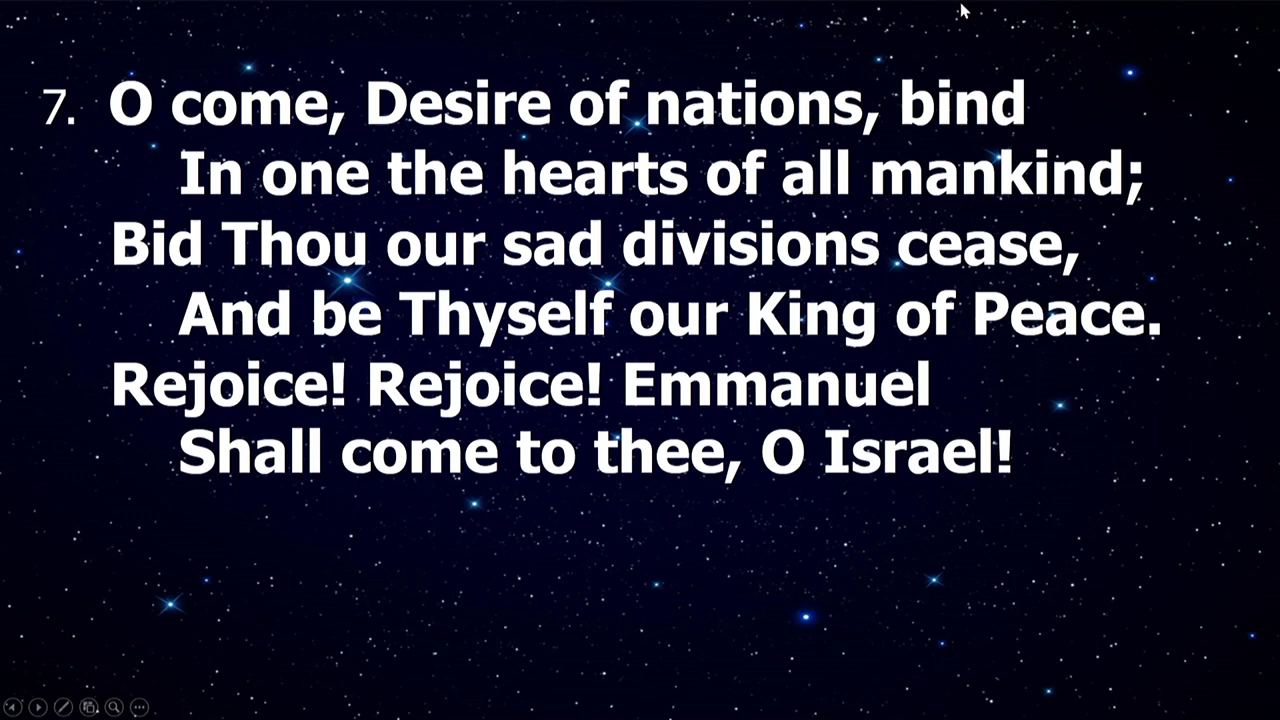 7. O come, Desire of nations, bind
In one the hearts of all mankind;
Bid Thou our sad divisions cease,
And be Thyself our King of Peace.
Rejoice! Rejoice! Emmanuel
Shall come to thee, O Israel!